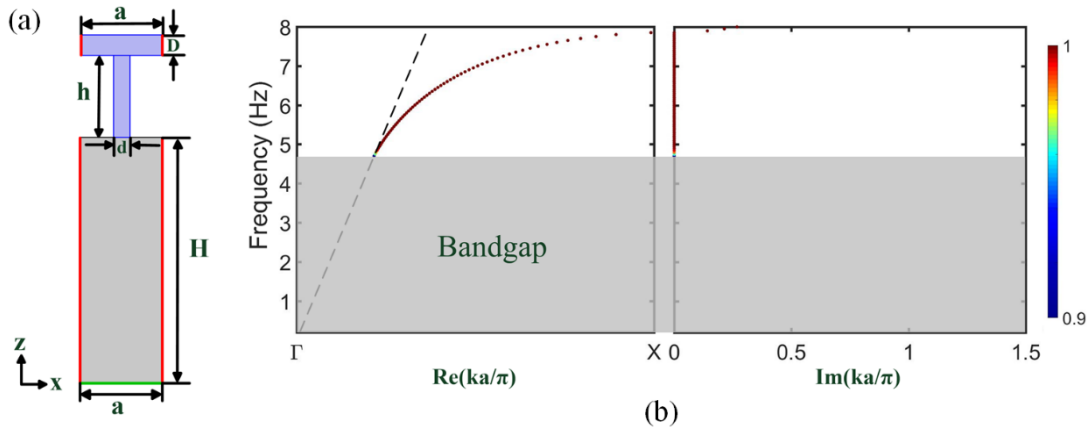 (a)
a
D
h
d
H
z
x
a
Frequency (Hz)
8
7
6
5
4
3
2
1
Bandgap
Γ
X
0
0.5
1
1.5
Re(ka/π)
Im(ka/π)
1
0.9
(b)